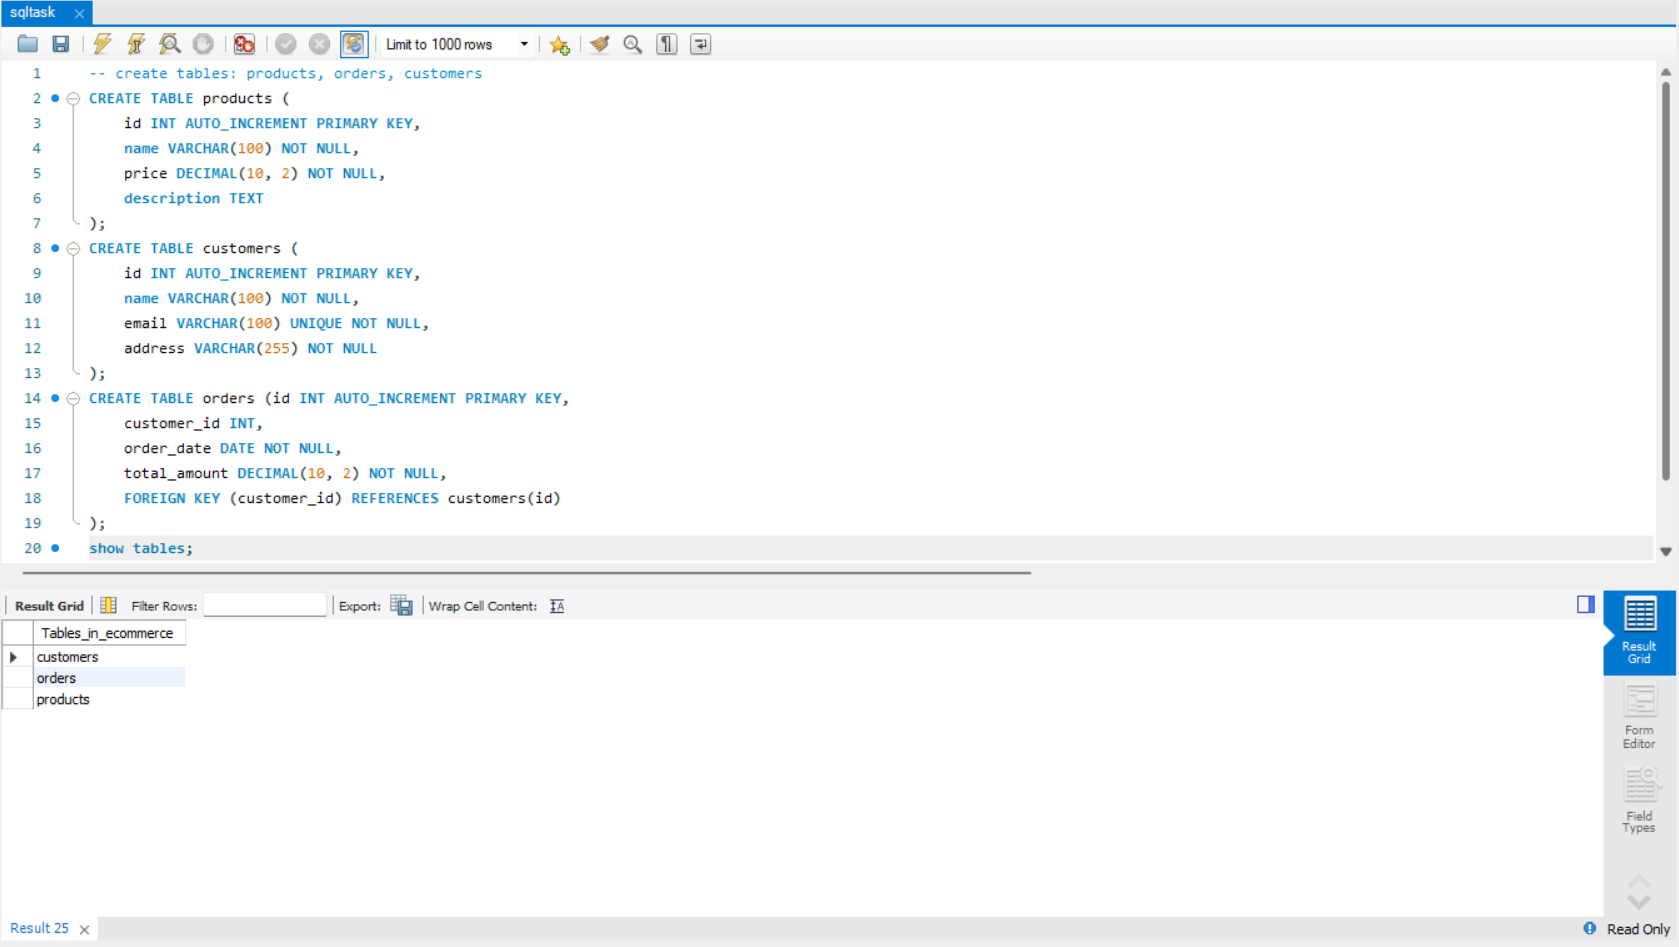 sqltask
Limit to 1000 rows
1 -- create tables: products, orders, customers
2 CREATE TABLE products (
3 id INT AUTO_INCREMENT PRIMARY KEY,
4 name VARCHAR(100) NOT NULL,
5 price DECIMAL(10, 2) NOT NULL,
6 description TEXT
7 );
8 CREATE TABLE customers (
9 id INT AUTO_INCREMENT PRIMARY KEY,
10 name VARCHAR(100) NOT NULL,
11 email VARCHAR(100) UNIQUE NOT NULL,
12 address VARCHAR(255) NOT NULL
13 );
14 CREATE TABLE orders (id INT AUTO_INCREMENT PRIMARY KEY,
15 customer_id INT,
16 order_date DATE NOT NULL,
17 total_amount DECIMAL(10, 2) NOT NULL,
18 FOREIGN KEY (customer_id) REFERENCES customers(id)
19 );
20 show tables;
Result Grid Filter Rows: Export: Wrap Cell Content: IA
Tables_in_ecommerce
customers
orders
products
Result
Grid
Form
Editor
Field
Types
Result 25
Read Only